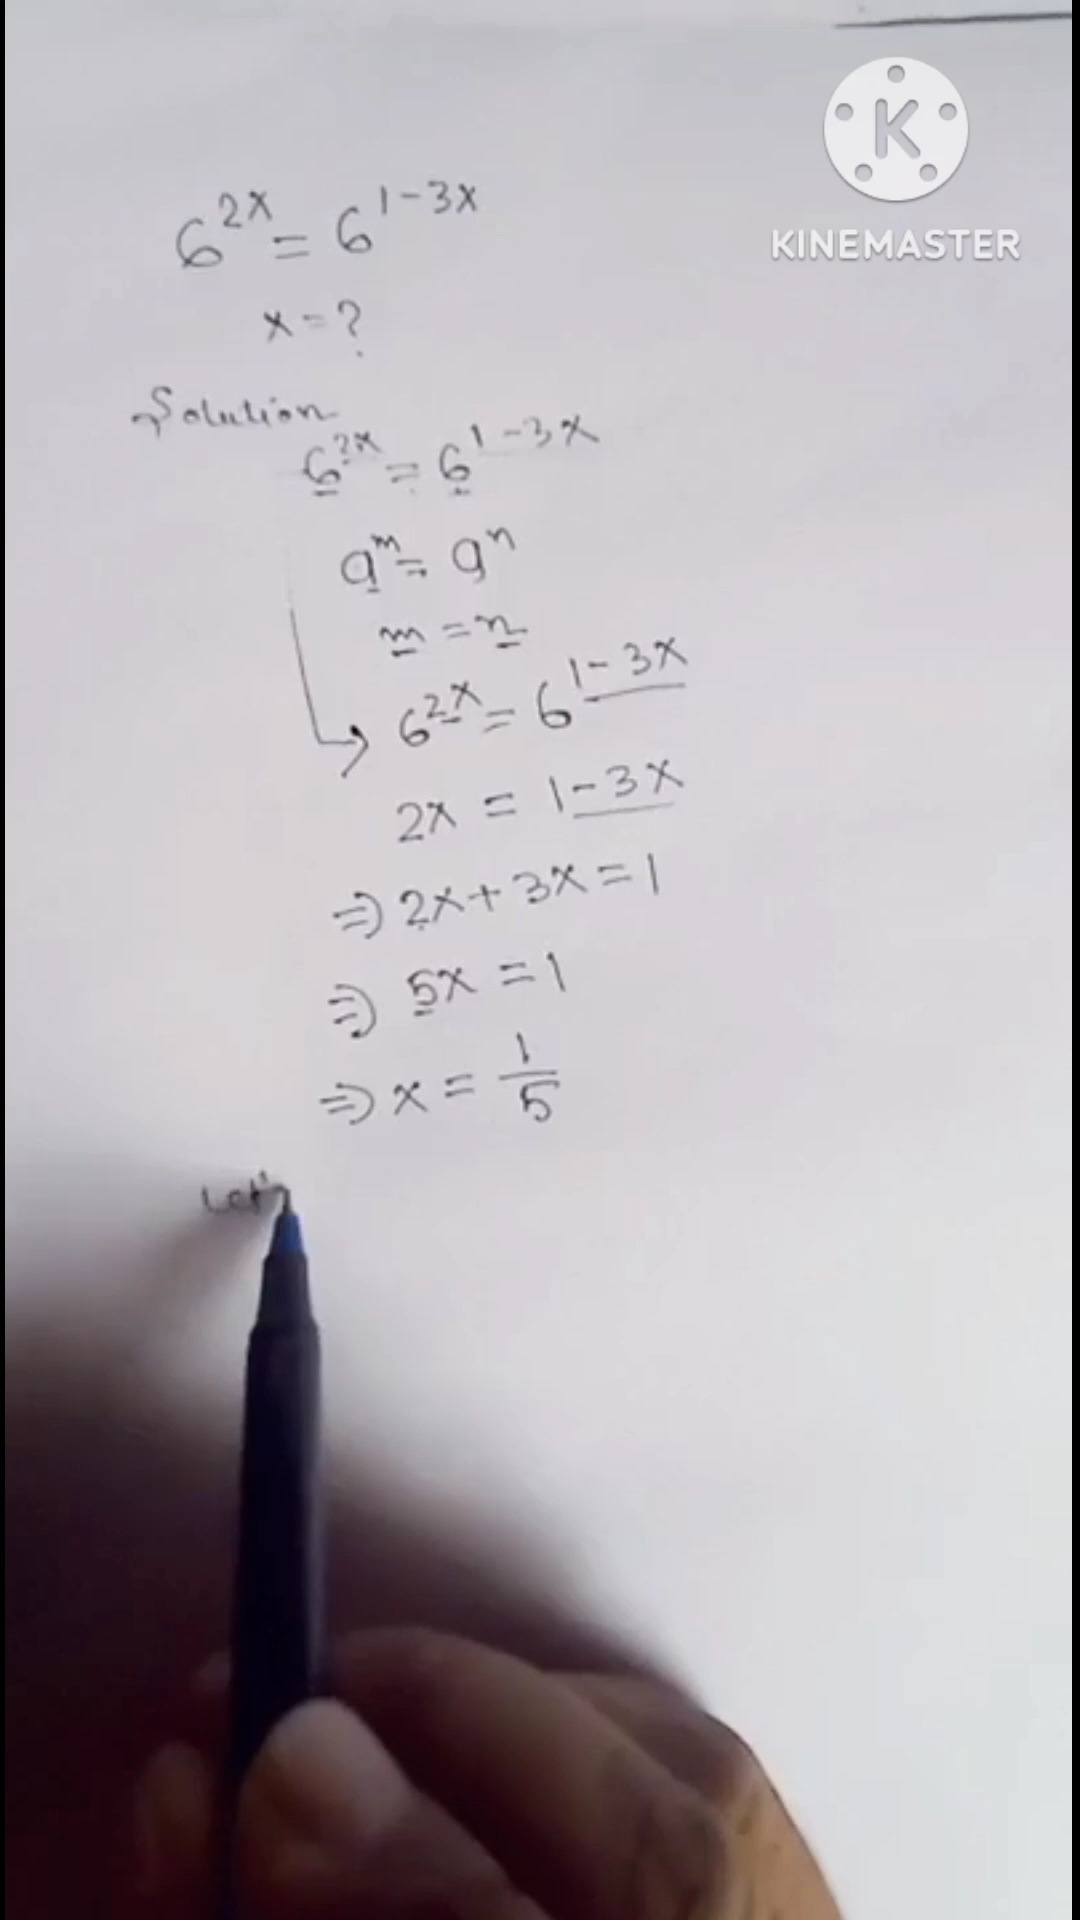 KINEMASTER
6^{2x} = 6^{1-3x}
x = ?
Solution
6^{2x} = 6^{1-3x}
a^m = a^n
m = n
→ 6^{2x} = 6^{1-3x}
2x = 1-3x
⇒ 2x+3x = 1
⇒ 5x = 1
⇒ x = 1/5
Let'